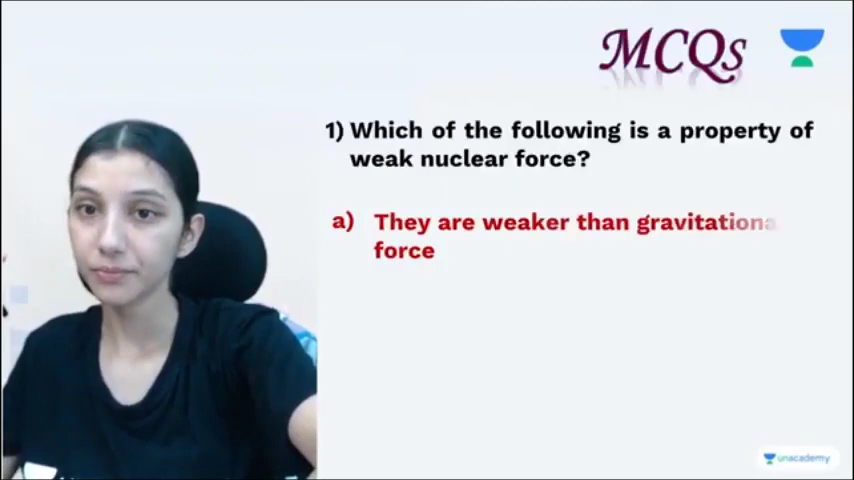 MCQs
1) Which of the following is a property of
weak nuclear force?
a) They are weaker than gravitationa
force
unacademy